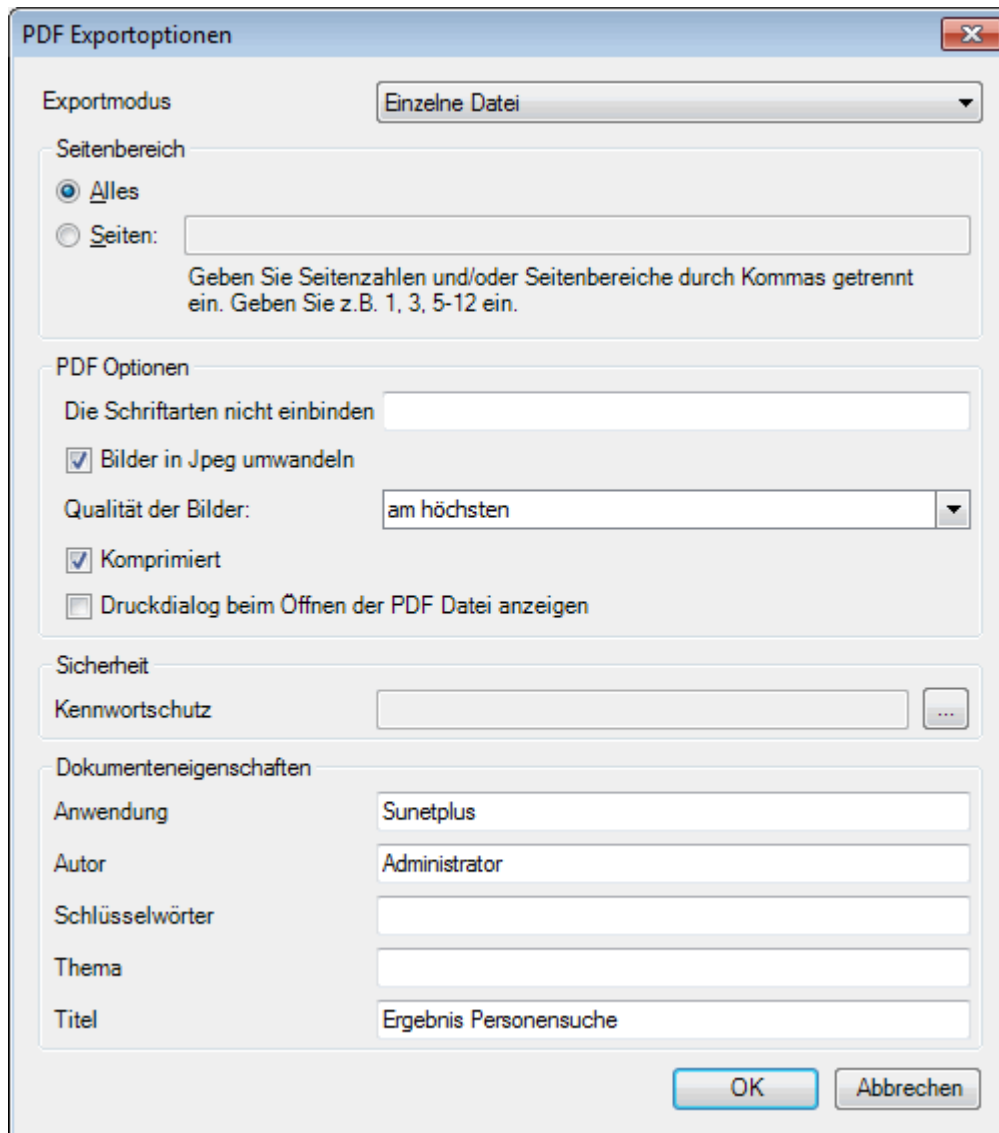 PDF Exportoptionen
Exportmodus Einzelne Datei
Seitenbereich
Alles
Seiten:
Geben Sie Seitenzahlen und/oder Seitenbereiche durch Kommas getrennt
ein. Geben Sie z.B. 1, 3, 5-12 ein.
PDF Optionen
Die Schriftarten nicht einbinden
Bilder in Jpeg umwandeln
Qualität der Bilder: am höchsten
Komprimiert
Druckdialog beim Öffnen der PDF Datei anzeigen
Sicherheit
Kennwortschutz ...
Dokumenteneigenschaften
Anwendung Sunetplus
Autor Administrator
Schlüsselwörter
Thema
Titel Ergebnis Personensuche
OK Abbrechen